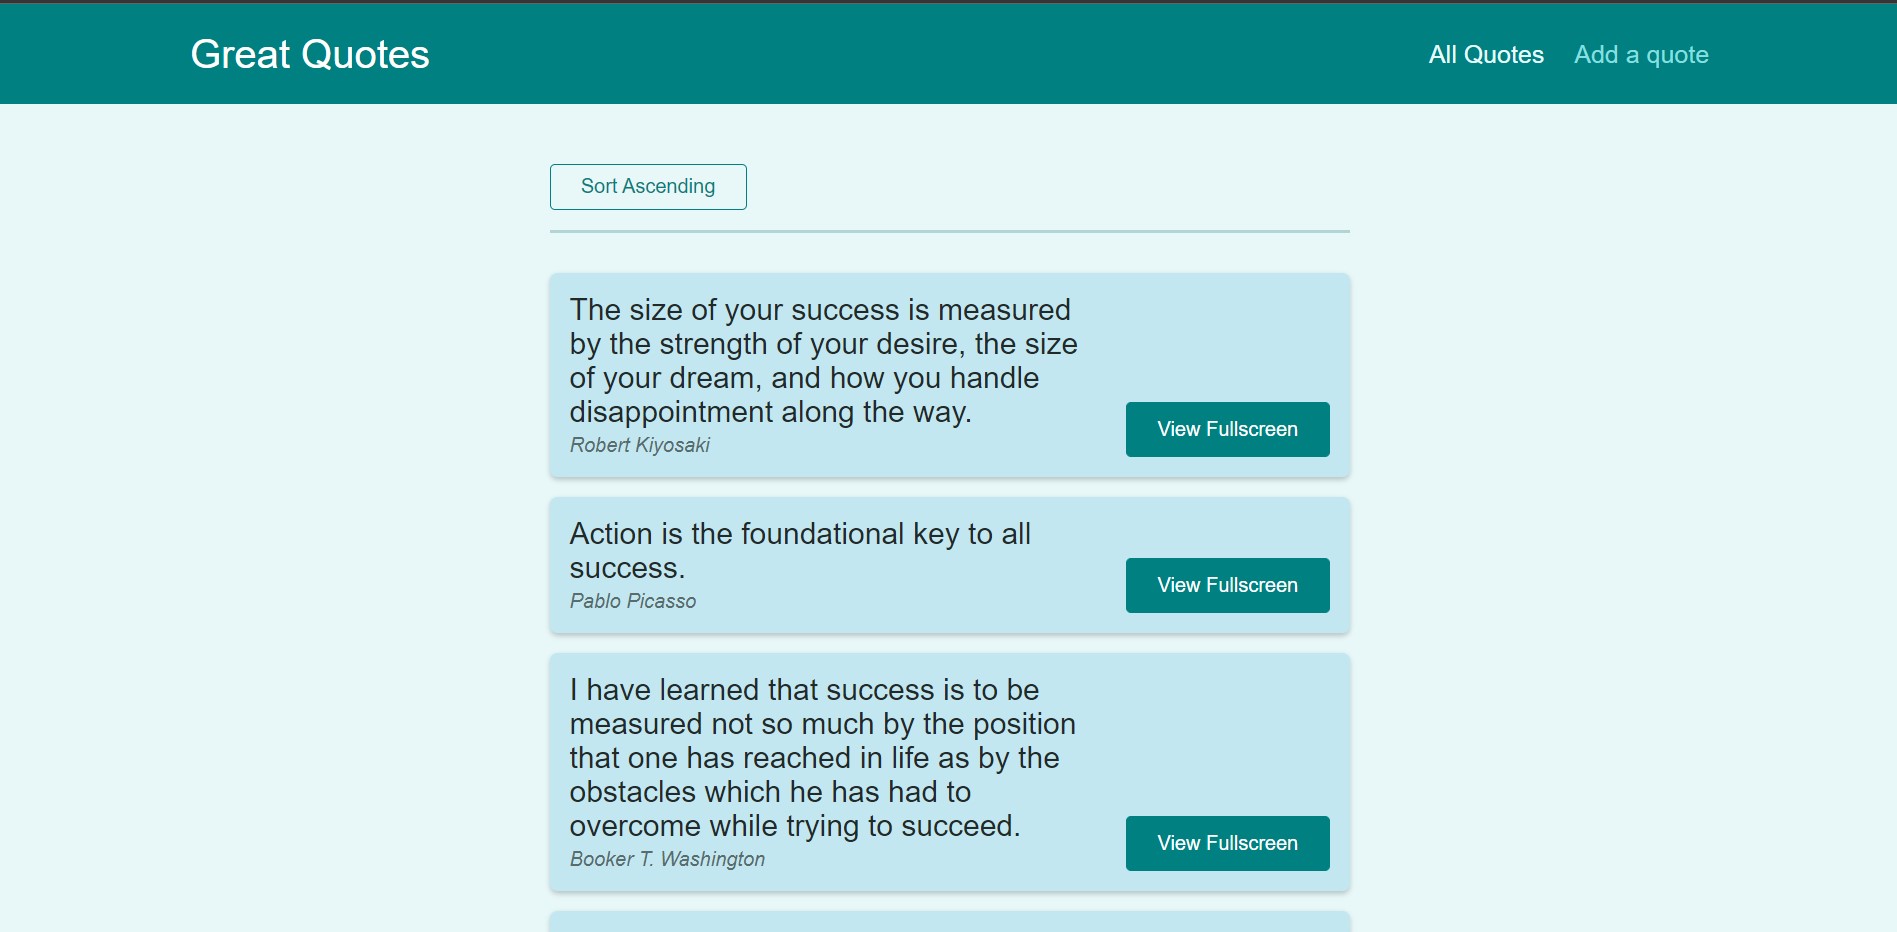 Great Quotes
All Quotes
Add a quote
Sort Ascending
The size of your success is measured
by the strength of your desire, the size
of your dream, and how you handle
disappointment along the way.
Robert Kiyosaki
View Fullscreen
Action is the foundational key to all
success.
Pablo Picasso
View Fullscreen
I have learned that success is to be
measured not so much by the position
that one has reached in life as by the
obstacles which he has had to
overcome while trying to succeed.
Booker T. Washington
View Fullscreen